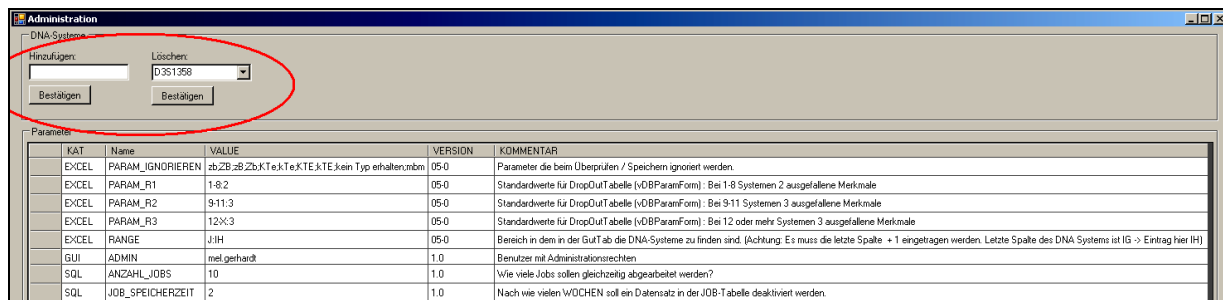 Administration
DNA-Systeme
Hinzufügen: Löschen:
D3S1358
Bestätigen Bestätigen
Parameter
KAT Name VALUE VERSION KOMMENTAR
EXCEL PARAM_IGNORIEREN zb;ZB;zB;Zb;KTe;kTe;KTE;kTE;kein Typ erhalten;mbm 05-0 Parameter die beim Überprüfen / Speichern ignoriert werden.
EXCEL PARAM_R1 1-8:2 05-0 Standardwerte für DropOutTabelle (vDBParamForm) : Bei 1-8 Systemen 2 ausgefallene Merkmale
EXCEL PARAM_R2 9-11:3 05-0 Standardwerte für DropOutTabelle (vDBParamForm) : Bei 9-11 Systemen 3 ausgefallene Merkmale
EXCEL PARAM_R3 12-X:3 05-0 Standardwerte für DropOutTabelle (vDBParamForm) : Bei 12 oder mehr Systemen 3 ausgefallene Merkmale
EXCEL RANGE J:IH 05-0 Bereich in dem in der GutTab die DNA-Systeme zu finden sind. (Achtung: Es muss die letzte Spalte + 1 eingetragen werden. Letzte Spalte des DNA Systems ist IG -> Eintrag hier IH)
GUI ADMIN mel.gerhardt 1.0 Benutzer mit Administrationsrechten
SQL ANZAHL_JOBS 10 1.0 Wie viele Jobs sollen gleichzeitig abgearbeitet werden?
SQL JOB_SPEICHERZEIT 2 1.0 Nach wie vielen WOCHEN soll ein Datensatz in der JOB-Tabelle deaktiviert werden.